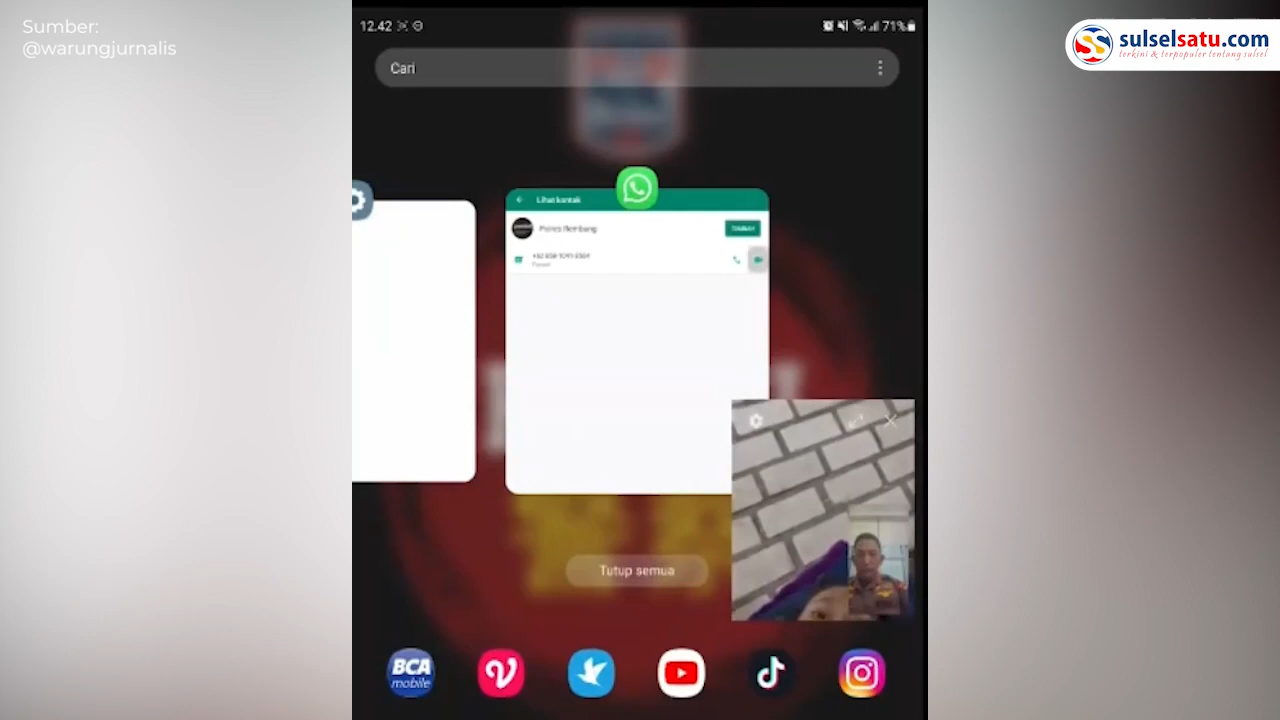 Sumber:
@warungjurnalis
sulselsatu.com
terkini & terpopuler tentang sulsel
12.42
71%
Cari
Lihat kontak
Polres Rembang
Tutup semua
BCA
mobile